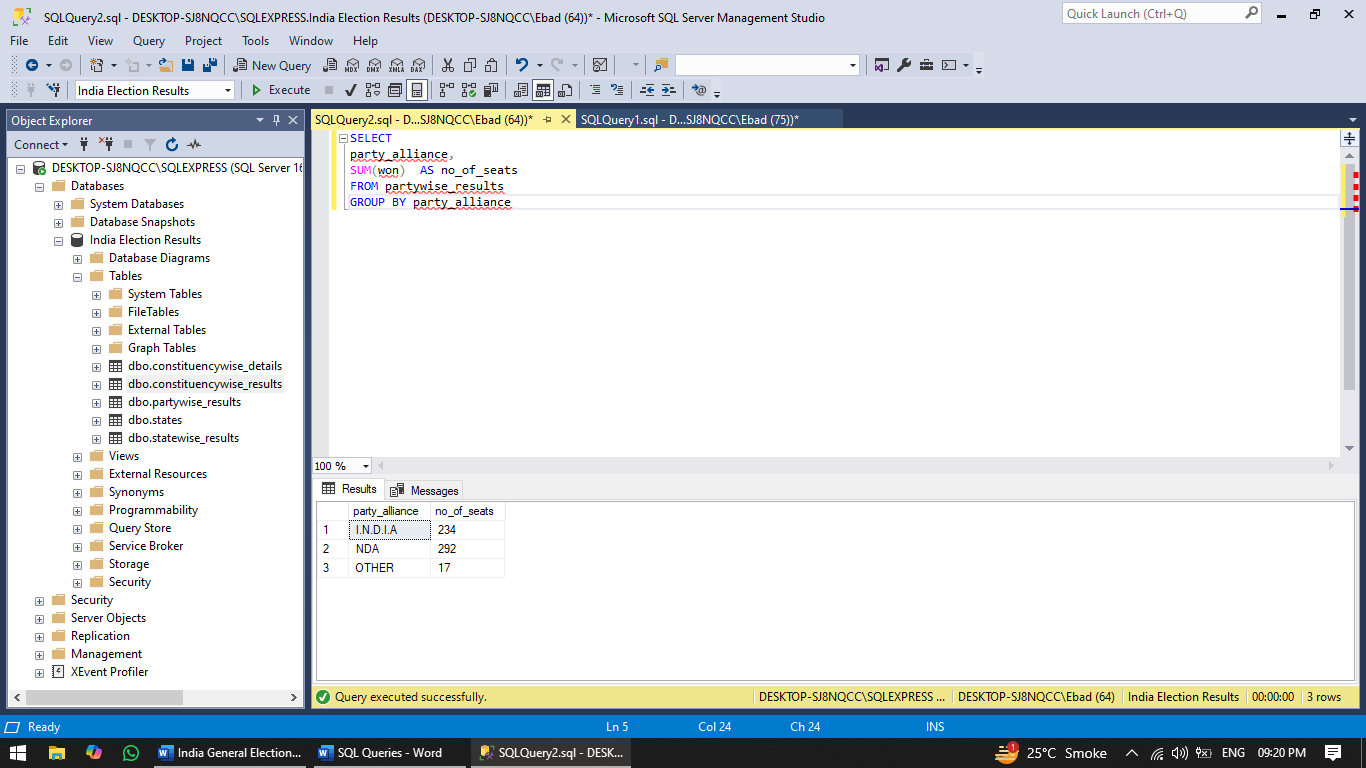 SQLQuery2.sql - DESKTOP-SJ8NQCC\SQLEXPRESS.India Election Results (DESKTOP-SJ8NQCC\Ebad (64))* - Microsoft SQL Server Management Studio
Quick Launch (Ctrl+Q)
File Edit View Query Project Tools Window Help
New Query MDX DMX XMLA DAX
India Election Results Execute
Object Explorer
SQLQuery2.sql - D...SJ8NQCC\Ebad (64))* SQLQuery1.sql - D...SJ8NQCC\Ebad (75))*
Connect
DESKTOP-SJ8NQCC\SQLEXPRESS (SQL Server 16
Databases
System Databases
Database Snapshots
India Election Results
Database Diagrams
Tables
System Tables
FileTables
External Tables
Graph Tables
dbo.constituencywise_details
dbo.constituencywise_results
dbo.partywise_results
dbo.states
dbo.statewise_results
Views
External Resources
Synonyms
Programmability
Query Store
Service Broker
Storage
Security
Security
Server Objects
Replication
Management
XEvent Profiler
SELECT
party_alliance,
SUM(won)  AS no_of_seats
FROM partywise_results
GROUP BY party_alliance
100 %
Results Messages
party_alliance no_of_seats
1 I.N.D.I.A 234
2 NDA 292
3 OTHER 17
Query executed successfully. DESKTOP-SJ8NQCC\SQLEXPRESS ... DESKTOP-SJ8NQCC\Ebad (64) India Election Results 00:00:00 3 rows
Ready Ln 5 Col 24 Ch 24 INS
India General Election... SQL Queries - Word SQLQuery2.sql - DESK... 1 25°C Smoke ENG 09:20 PM